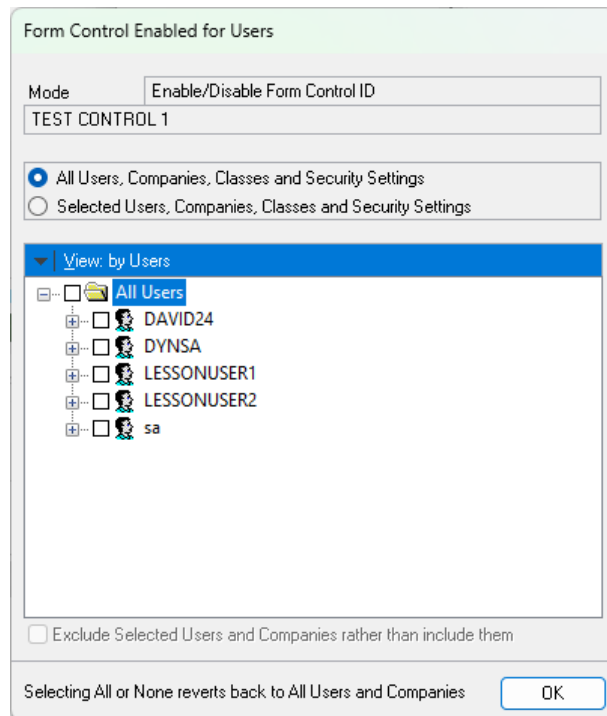 Form Control Enabled for Users
Mode Enable/Disable Form Control ID
TEST CONTROL 1
All Users, Companies, Classes and Security Settings
Selected Users, Companies, Classes and Security Settings
View: by Users
All Users
DAVID24
DYNSA
LESSONUSER1
LESSONUSER2
sa
Exclude Selected Users and Companies rather than include them
Selecting All or None reverts back to All Users and Companies OK